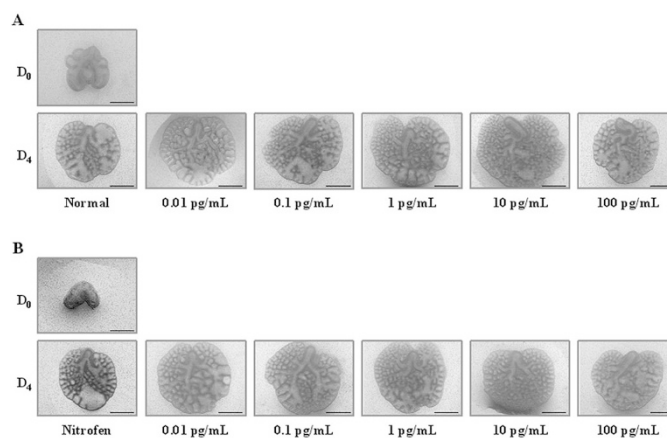 A
D₀
D₄
Normal 0.01 pg/mL 0.1 pg/mL 1 pg/mL 10 pg/mL 100 pg/mL
B
D₀
D₄
Nitrofen 0.01 pg/mL 0.1 pg/mL 1 pg/mL 10 pg/mL 100 pg/mL